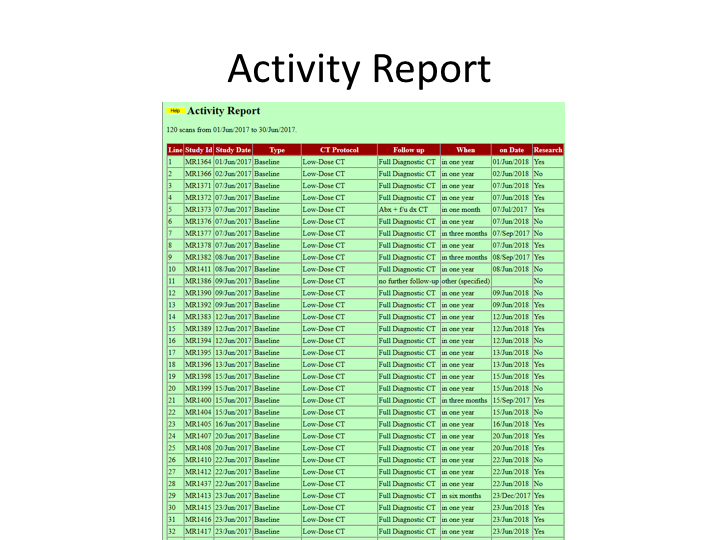 Activity Report
Help Activity Report
120 scans from 01/Jun/2017 to 30/Jun/2017.
Line Study Id Study Date Type CT Protocol Follow up When on Date Research
1 MR1364 01/Jun/2017 Baseline Low-Dose CT Full Diagnostic CT in one year 01/Jun/2018 Yes
2 MR1366 02/Jun/2017 Baseline Low-Dose CT Full Diagnostic CT in one year 02/Jun/2018 No
3 MR1371 07/Jun/2017 Baseline Low-Dose CT Full Diagnostic CT in one year 07/Jun/2018 Yes
4 MR1372 07/Jun/2017 Baseline Low-Dose CT Full Diagnostic CT in one year 07/Jun/2018 Yes
5 MR1373 07/Jun/2017 Baseline Low-Dose CT Abx + f/u dx CT in one month 07/Jul/2017 Yes
6 MR1376 07/Jun/2017 Baseline Low-Dose CT Full Diagnostic CT in one year 07/Jun/2018 No
7 MR1377 07/Jun/2017 Baseline Low-Dose CT Full Diagnostic CT in three months 07/Sep/2017 No
8 MR1378 07/Jun/2017 Baseline Low-Dose CT Full Diagnostic CT in one year 07/Jun/2018 Yes
9 MR1382 08/Jun/2017 Baseline Low-Dose CT Full Diagnostic CT in three months 08/Sep/2017 Yes
10 MR1411 08/Jun/2017 Baseline Low-Dose CT Full Diagnostic CT in one year 08/Jun/2018 No
11 MR1386 09/Jun/2017 Baseline Low-Dose CT no further follow-up other (specified) No
12 MR1390 09/Jun/2017 Baseline Low-Dose CT Full Diagnostic CT in one year 09/Jun/2018 No
13 MR1392 09/Jun/2017 Baseline Low-Dose CT Full Diagnostic CT in one year 09/Jun/2018 Yes
14 MR1383 12/Jun/2017 Baseline Low-Dose CT Full Diagnostic CT in one year 12/Jun/2018 Yes
15 MR1389 12/Jun/2017 Baseline Low-Dose CT Full Diagnostic CT in one year 12/Jun/2018 Yes
16 MR1394 12/Jun/2017 Baseline Low-Dose CT Full Diagnostic CT in one year 12/Jun/2018 No
17 MR1395 13/Jun/2017 Baseline Low-Dose CT Full Diagnostic CT in one year 13/Jun/2018 No
18 MR1396 13/Jun/2017 Baseline Low-Dose CT Full Diagnostic CT in one year 13/Jun/2018 Yes
19 MR1398 15/Jun/2017 Baseline Low-Dose CT Full Diagnostic CT in one year 15/Jun/2018 Yes
20 MR1399 15/Jun/2017 Baseline Low-Dose CT Full Diagnostic CT in one year 15/Jun/2018 No
21 MR1400 15/Jun/2017 Baseline Low-Dose CT Full Diagnostic CT in three months 15/Sep/2017 Yes
22 MR1404 15/Jun/2017 Baseline Low-Dose CT Full Diagnostic CT in one year 15/Jun/2018 No
23 MR1405 16/Jun/2017 Baseline Low-Dose CT Full Diagnostic CT in one year 16/Jun/2018 Yes
24 MR1407 20/Jun/2017 Baseline Low-Dose CT Full Diagnostic CT in one year 20/Jun/2018 Yes
25 MR1408 20/Jun/2017 Baseline Low-Dose CT Full Diagnostic CT in one year 20/Jun/2018 Yes
26 MR1410 22/Jun/2017 Baseline Low-Dose CT Full Diagnostic CT in one year 22/Jun/2018 No
27 MR1412 22/Jun/2017 Baseline Low-Dose CT Full Diagnostic CT in one year 22/Jun/2018 Yes
28 MR1437 22/Jun/2017 Baseline Low-Dose CT Full Diagnostic CT in one year 22/Jun/2018 No
29 MR1413 23/Jun/2017 Baseline Low-Dose CT Full Diagnostic CT in six months 23/Dec/2017 Yes
30 MR1415 23/Jun/2017 Baseline Low-Dose CT Full Diagnostic CT in one year 23/Jun/2018 Yes
31 MR1416 23/Jun/2017 Baseline Low-Dose CT Full Diagnostic CT in one year 23/Jun/2018 Yes
32 MR1417 23/Jun/2017 Baseline Low-Dose CT Full Diagnostic CT in one year 23/Jun/2018 Yes